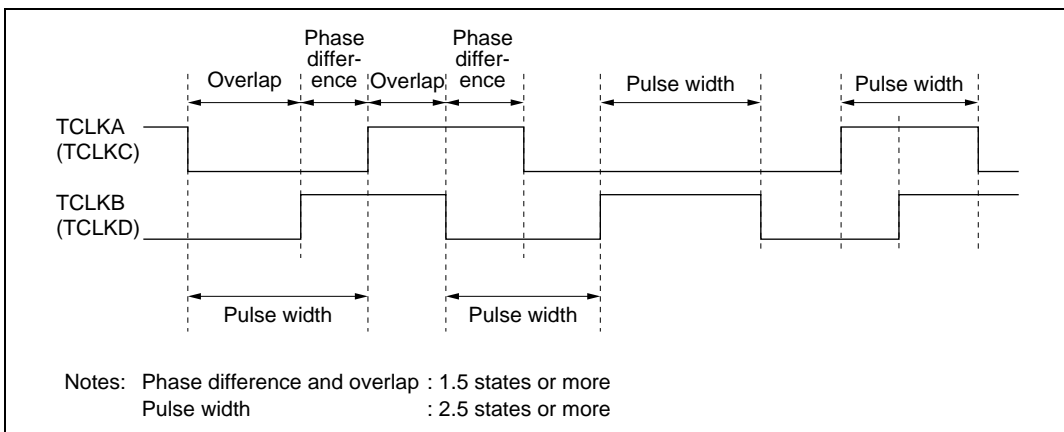 Phase
differ-
ence
Phase
differ-
ence
Overlap
Overlap
Pulse width
Pulse width
TCLKA
(TCLKC)
TCLKB
(TCLKD)
Pulse width
Pulse width
Notes: Phase difference and overlap : 1.5 states or more
Pulse width : 2.5 states or more